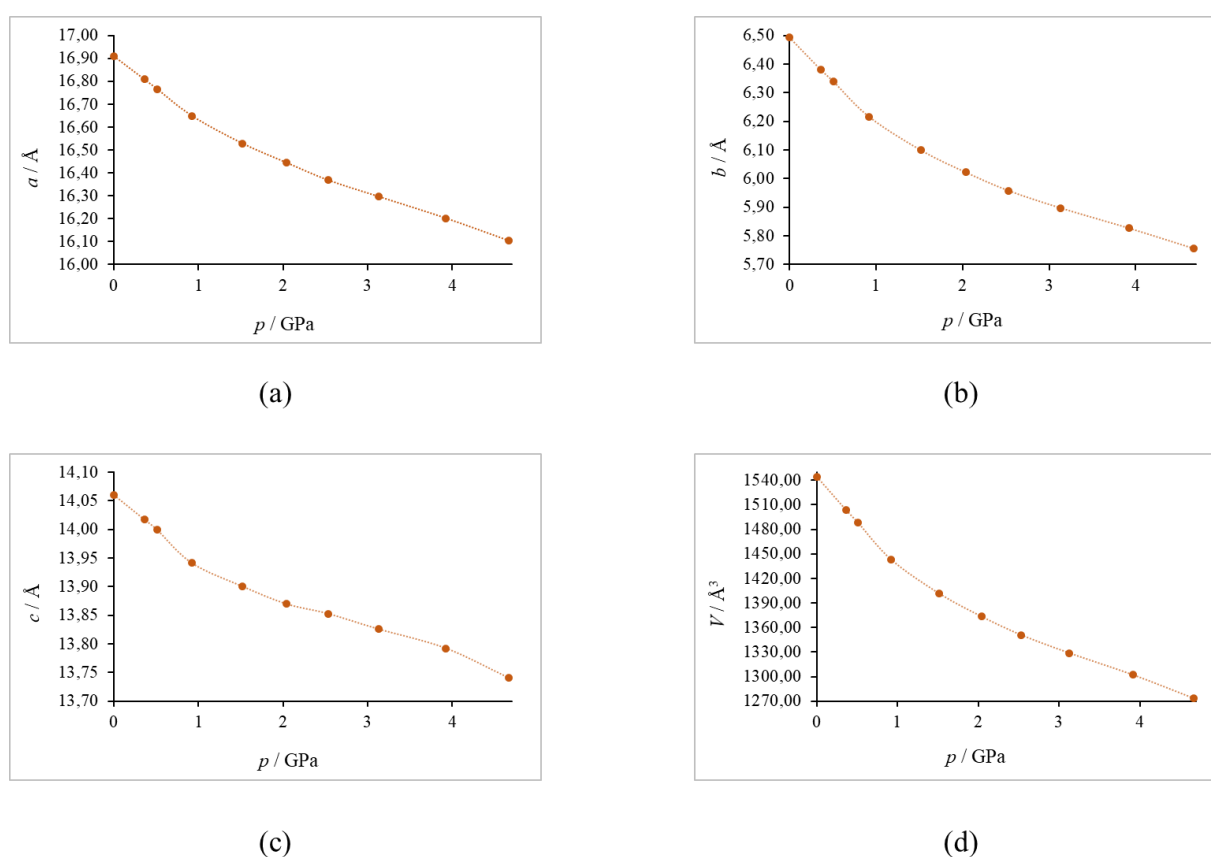 17,00
16,90
16,80
16,70
16,60
16,50
16,40
16,30
16,20
16,10
16,00
a / Å
0 1 2 3 4
p / GPa
(a)
6,50
6,40
6,30
6,20
6,10
6,00
5,90
5,80
5,70
b / Å
0 1 2 3 4
p / GPa
(b)
14,10
14,05
14,00
13,95
13,90
13,85
13,80
13,75
13,70
c / Å
0 1 2 3 4
p / GPa
(c)
1540,00
1510,00
1480,00
1450,00
1420,00
1390,00
1360,00
1330,00
1300,00
1270,00
V / Å³
0 1 2 3 4
p / GPa
(d)